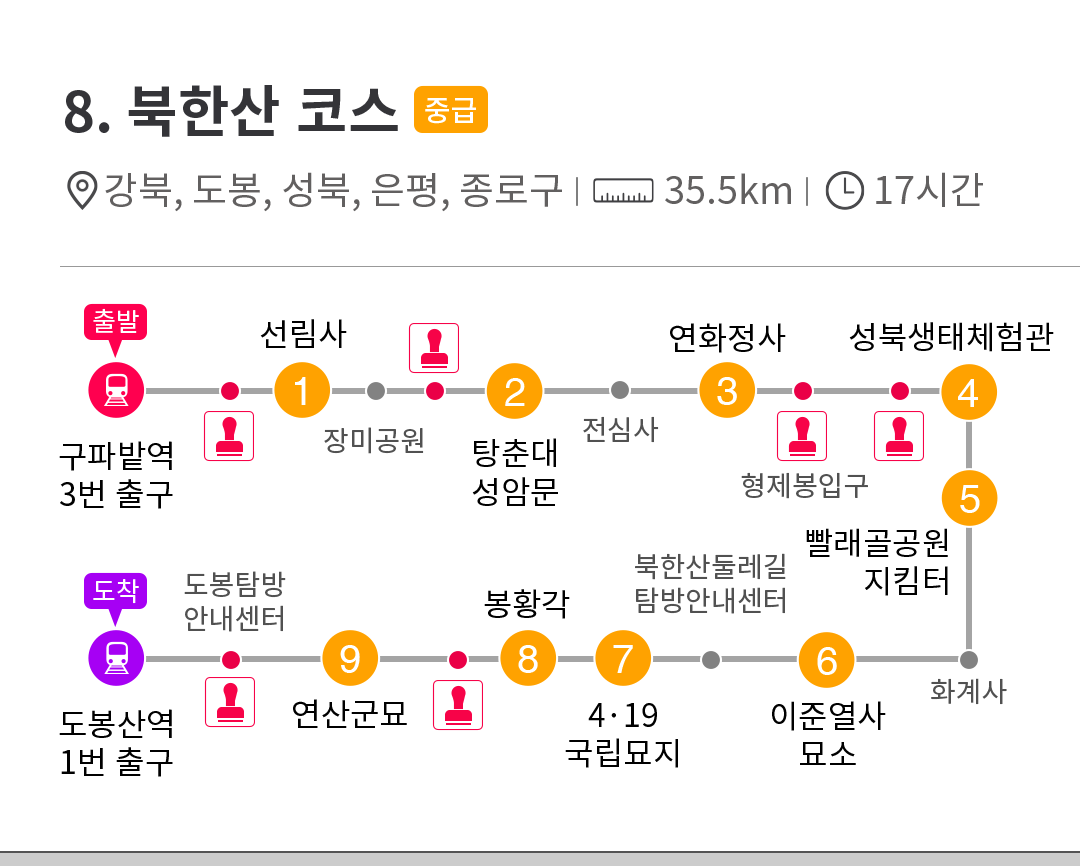 8. 북한산 코스 중급
강북, 도봉, 성북, 은평, 종로구 35.5km 17시간
출발
선림사
연화정사
성북생태체험관
1
2
3
4
구파발역
3번 출구
장미공원
탕춘대
성암문
전심사
형제봉입구
5
빨래골공원
지킴터
도착
도봉탐방
안내센터
봉황각
북한산둘레길
탐방안내센터
9
8
7
6
화계사
도봉산역
1번 출구
연산군묘
4·19
국립묘지
이준열사
묘소